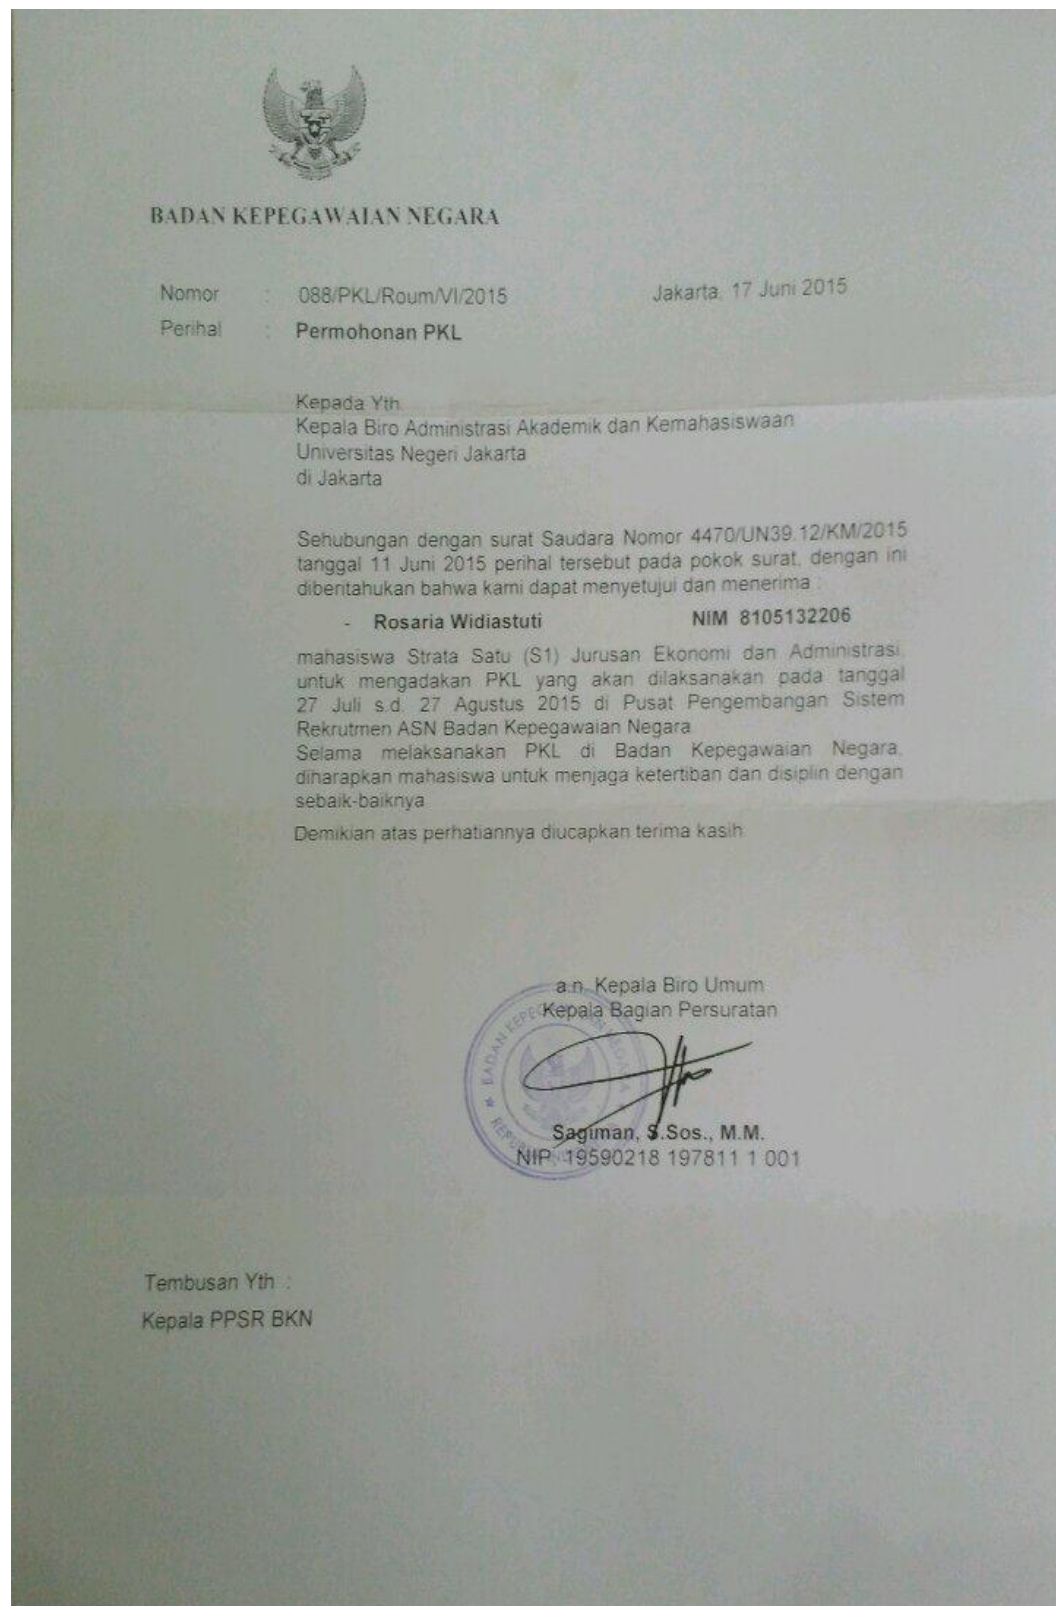 BADAN KEPEGAWAIAN NEGARA
Nomor : 088/PKL/Roum/VI/2015 Jakarta, 17 Juni 2015
Perihal : Permohonan PKL
Kepada Yth.
Kepala Biro Administrasi Akademik dan Kemahasiswaan
Universitas Negeri Jakarta
di Jakarta
Sehubungan dengan surat Saudara Nomor 4470/UN39.12/KM/2015
tanggal 11 Juni 2015 perihal tersebut pada pokok surat, dengan ini
diberitahukan bahwa kami dapat menyetujui dan menerima :
- Rosaria Widiastuti NIM 8105132206
mahasiswa Strata Satu (S1) Jurusan Ekonomi dan Administrasi,
untuk mengadakan PKL yang akan dilaksanakan pada tanggal
27 Juli s.d. 27 Agustus 2015 di Pusat Pengembangan Sistem
Rekrutmen ASN Badan Kepegawaian Negara
Selama melaksanakan PKL di Badan Kepegawaian Negara,
diharapkan mahasiswa untuk menjaga ketertiban dan disiplin dengan
sebaik-baiknya
Demikian atas perhatiannya diucapkan terima kasih.
a.n. Kepala Biro Umum
Kepala Bagian Persuratan
BADAN KEPEGAWAIAN NEGARA
Sagiman, S.Sos., M.M.
NIP. 19590218 197811 1 001
Tembusan Yth :
Kepala PPSR BKN